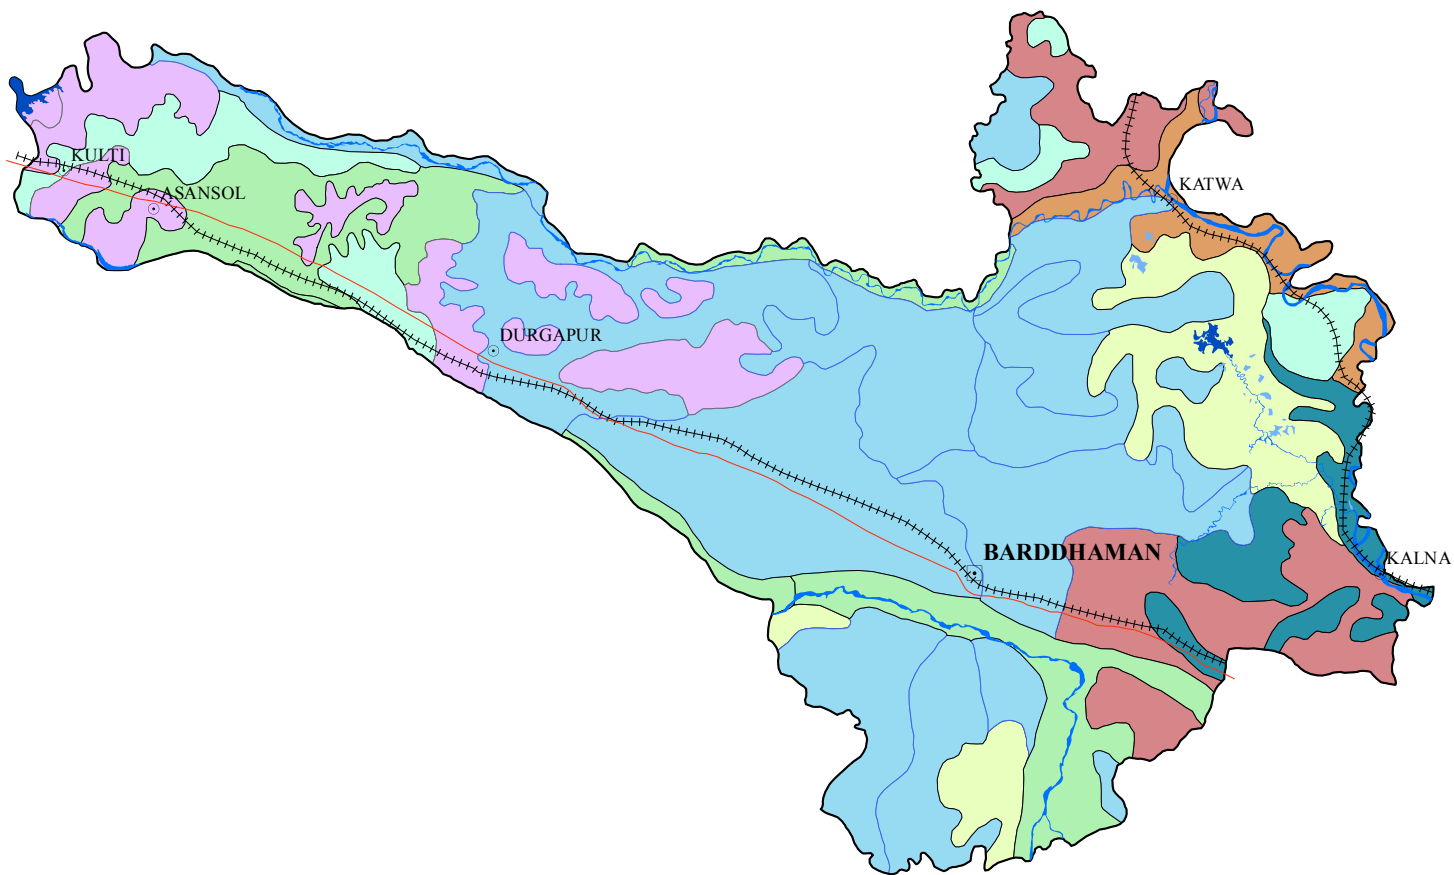 KULTI
ASANSOL
KATWA
DURGAPUR
BARDDHAMAN
KALNA